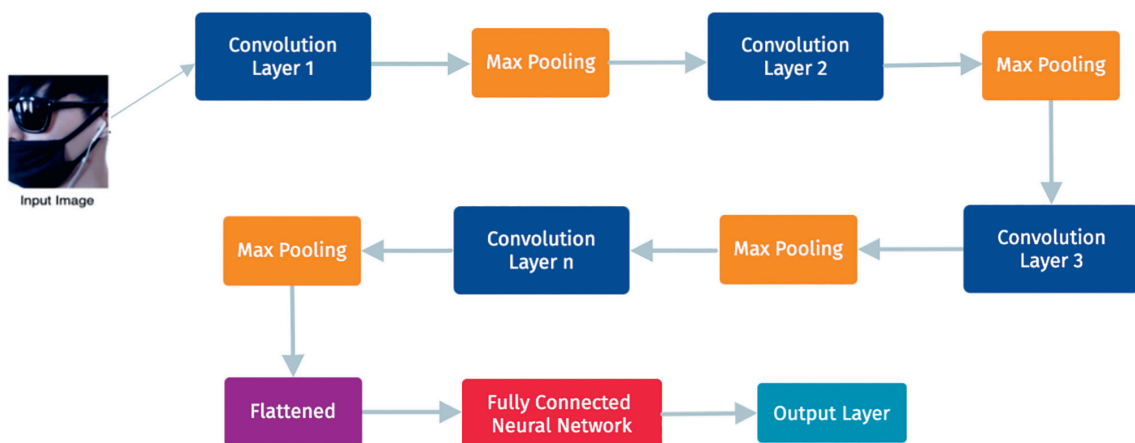 Convolution
Layer 1
Max Pooling
Convolution
Layer 2
Max Pooling
Input Image
Convolution
Layer 3
Max Pooling
Convolution
Layer n
Max Pooling
Flattened
Fully Connected
Neural Network
Output Layer